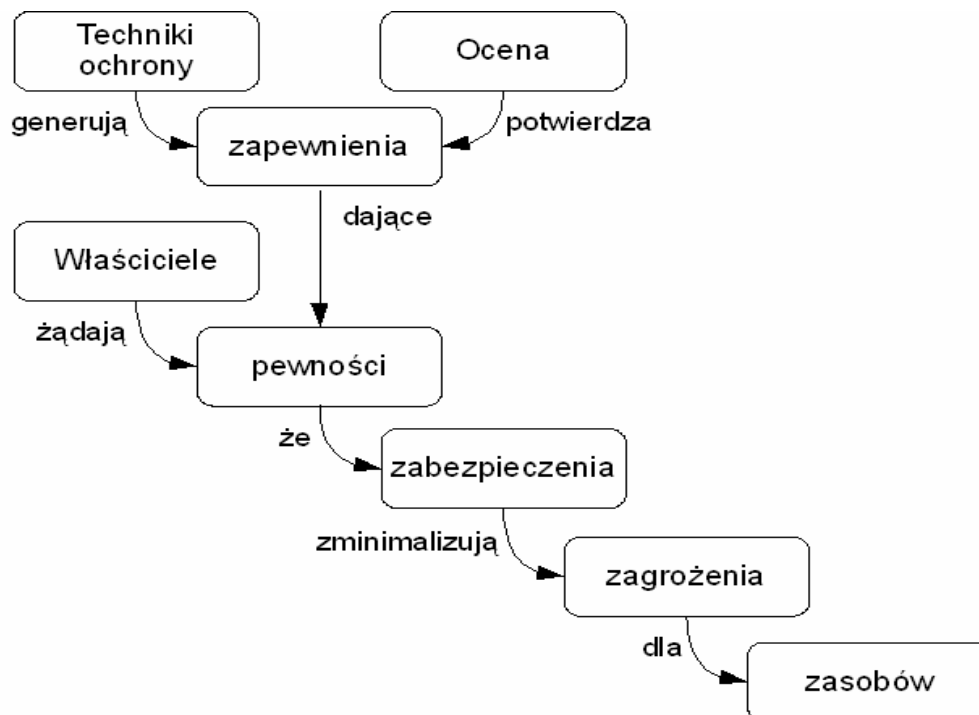 Techniki
ochrony
Ocena
generują
potwierdza
zapewnienia
dające
Właściciele
żądają
pewności
że
zabezpieczenia
zminimalizują
zagrożenia
dla
zasobów